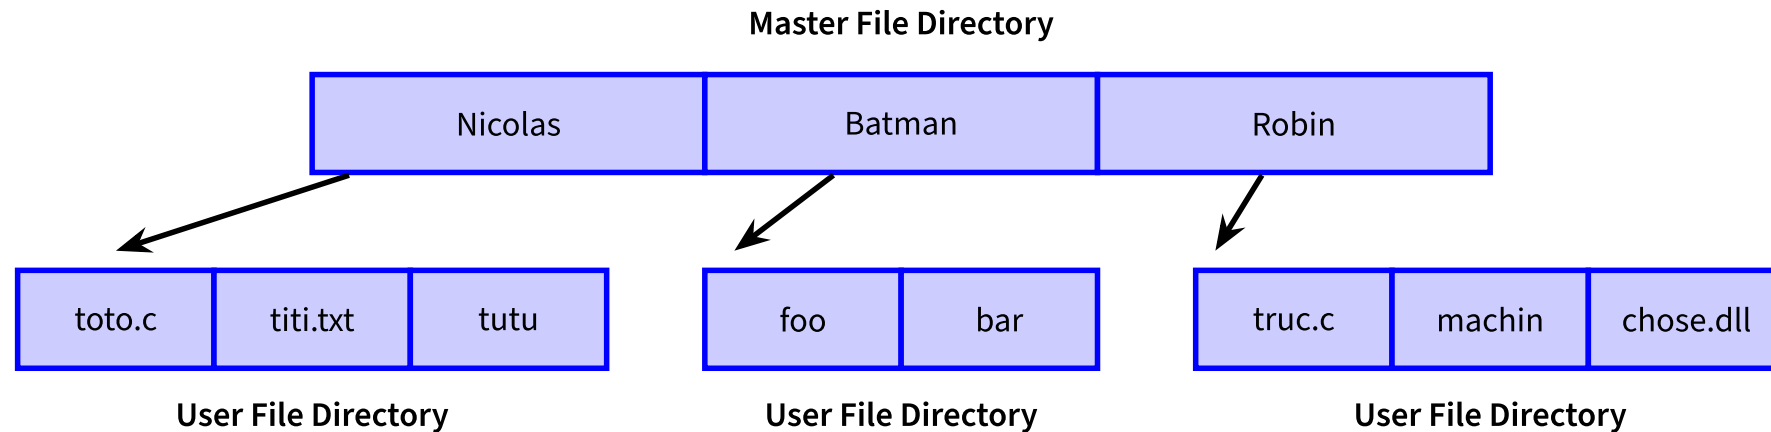 Master File Directory
Nicolas Batman Robin
toto.c titi.txt tutu foo bar truc.c machin chose.dll
User File Directory User File Directory User File Directory